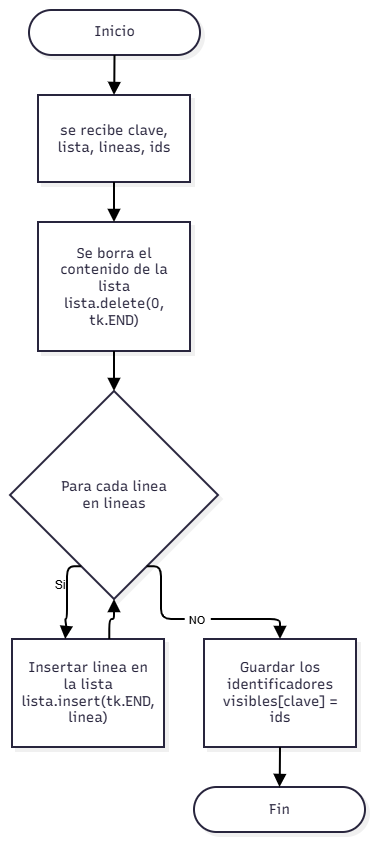 Inicio
se recibe clave,
lista, lineas, ids
Se borra el
contenido de la
lista
lista.delete(0,
tk.END)
Para cada linea
en lineas
Si
NO
Insertar linea en
la lista
lista.insert(tk.END,
linea)
Guardar los
identificadores
visibles[clave] =
ids
Fin